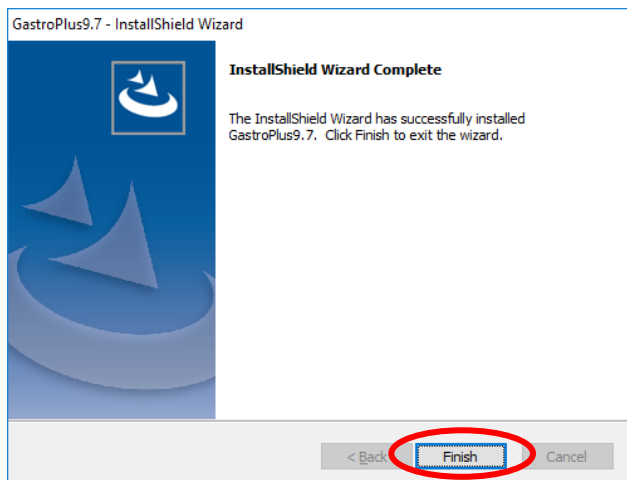 GastroPlus9.7 - InstallShield Wizard
InstallShield Wizard Complete
The InstallShield Wizard has successfully installed
GastroPlus9.7. Click Finish to exit the wizard.
< Back
Finish
Cancel